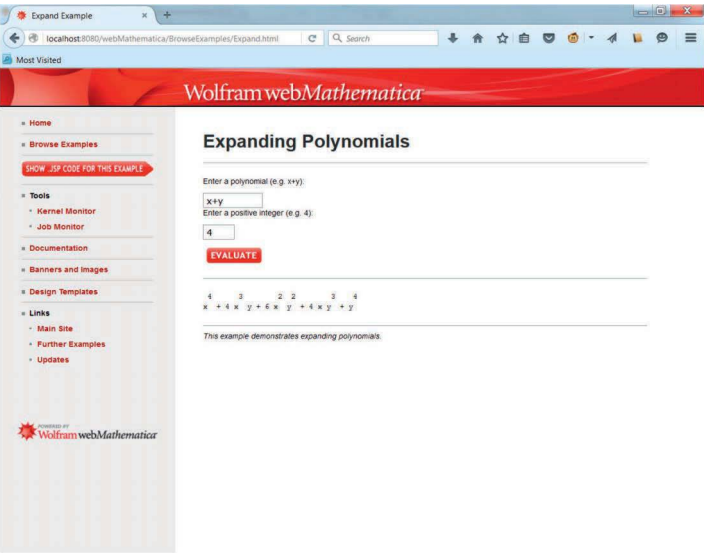 Expand Example
localhost:8080/webMathematica/BrowseExamples/Expand.html
Search
Most Visited
Wolfram webMathematica
Home
Browse Examples
SHOW .JSP CODE FOR THIS EXAMPLE
Tools
Kernel Monitor
Job Monitor
Documentation
Banners and Images
Design Templates
Links
Main Site
Further Examples
Updates
POWERED BY
Wolfram webMathematica
Expanding Polynomials
Enter a polynomial (e.g. x+y):
x+y
Enter a positive integer (e.g. 4):
4
EVALUATE
4 3 2 2 3 4
x + 4 x y + 6 x y + 4 x y + y
This example demonstrates expanding polynomials.